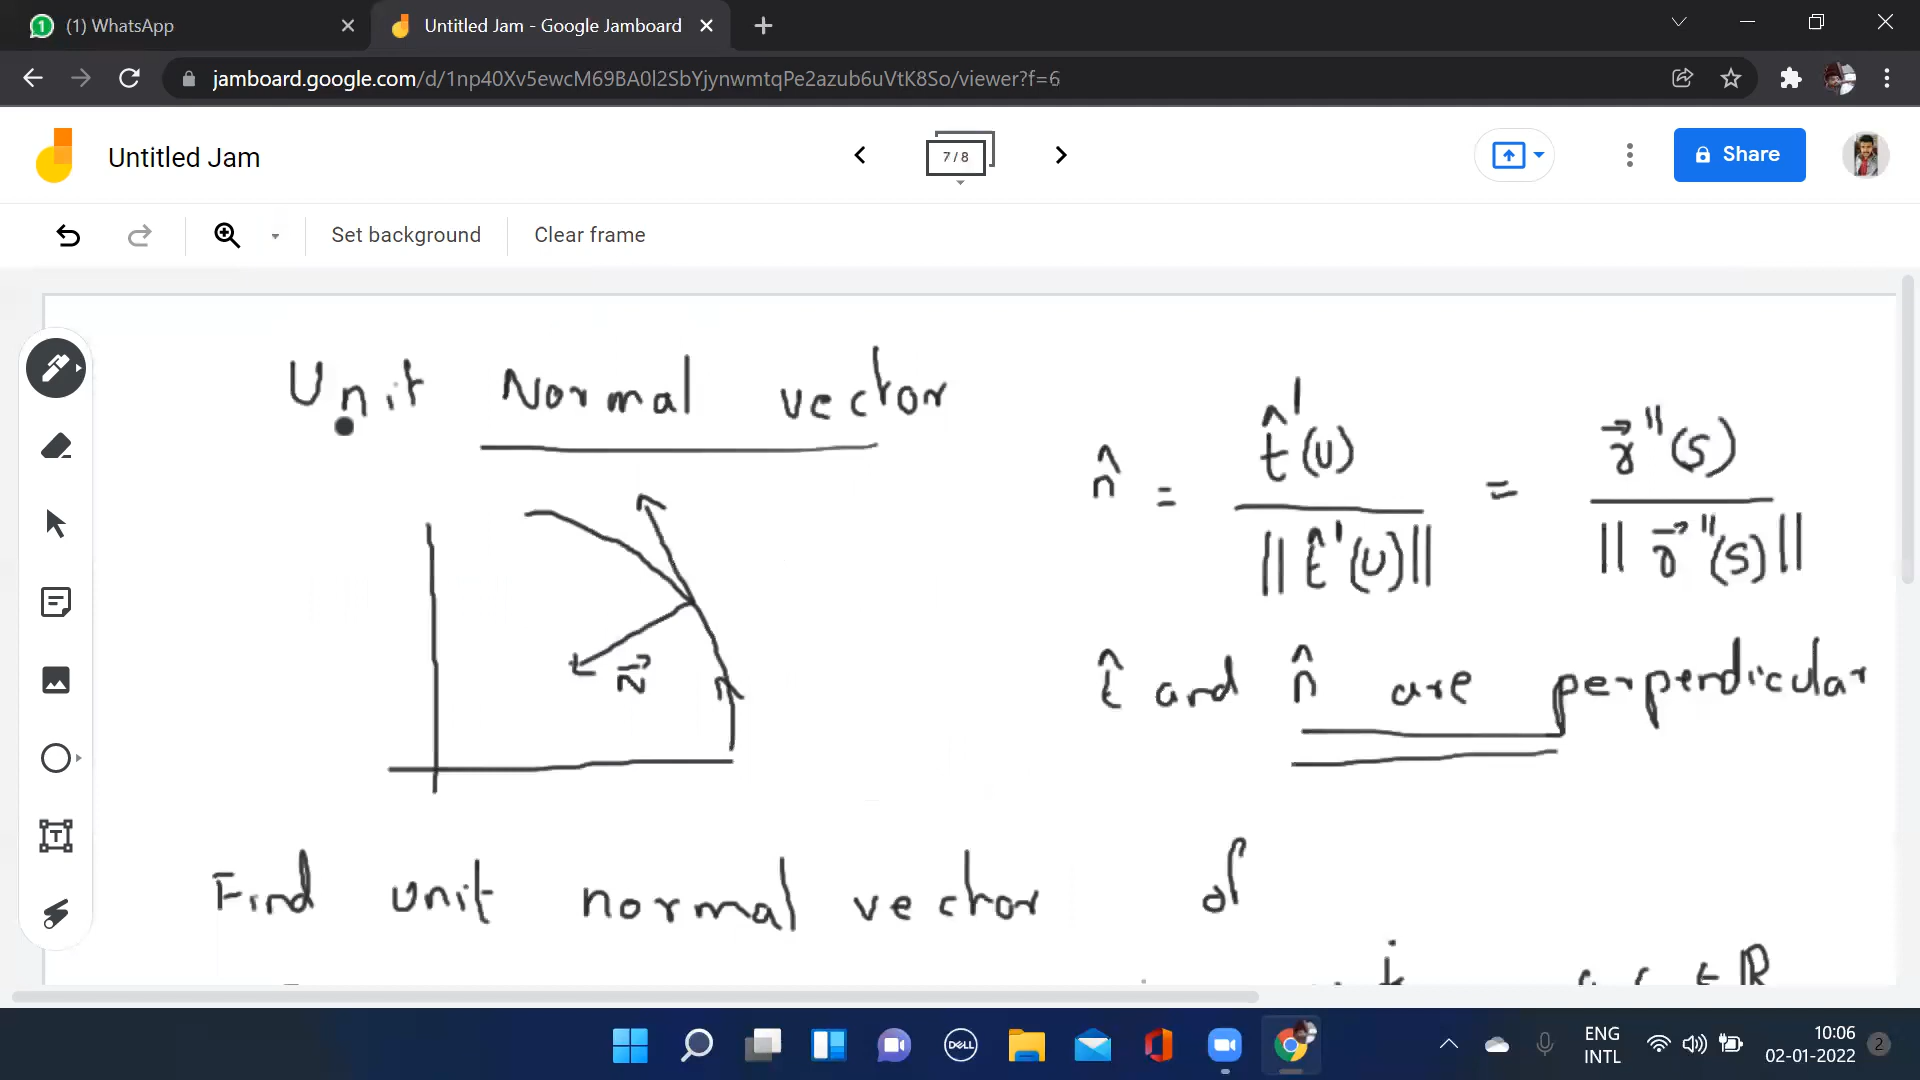 (1) WhatsApp
Untitled Jam - Google Jamboard
jamboard.google.com/d/1np40Xv5ewcM69BA0l2SbYjynwmtqPe2azub6uVtK8So/viewer?f=6
Untitled Jam
7 / 8
Share
Set background
Clear frame
Unit Normal vector
n̂ = t̂'(u) / ||t̂'(u)|| = r⃗''(s) / ||r⃗''(s)||
N⃗
t̂ and n̂ are perpendicular
Find unit normal vector of
DELL
ENG
INTL
10:06
02-01-2022
2